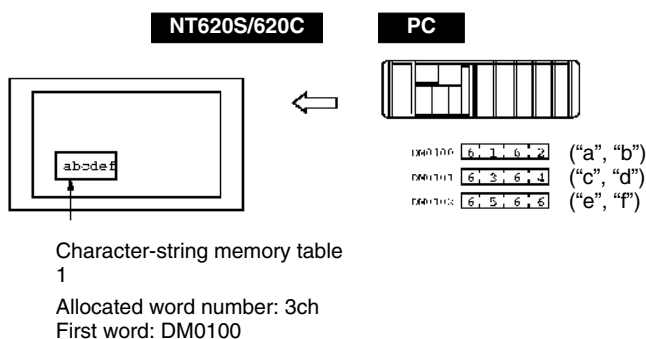 NT620S/620C PC
abcdef
DM0100 6 1 6 2 ("a", "b")
DM0101 6 3 6 4 ("c", "d")
DM0102 6 5 6 6 ("e", "f")
Character-string memory table
1
Allocated word number: 3ch
First word: DM0100